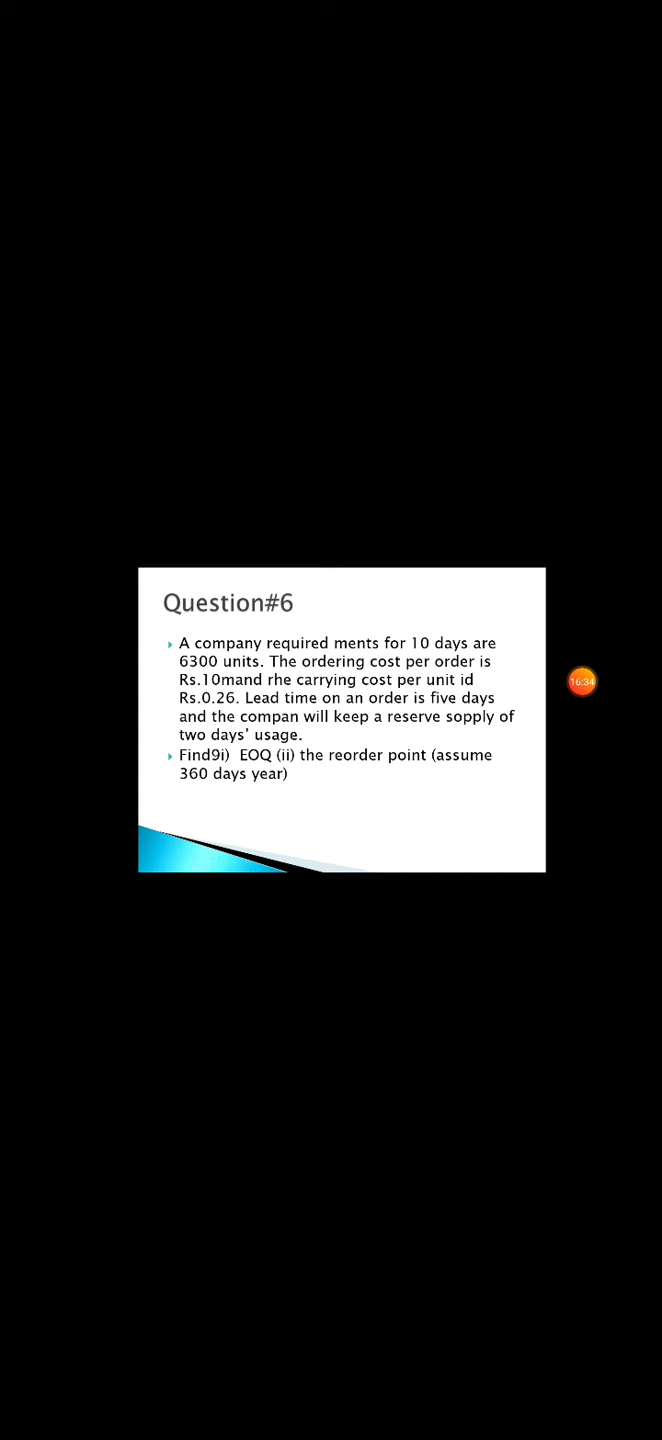 Question#6
A company required ments for 10 days are
6300 units. The ordering cost per order is
Rs.10mand rhe carrying cost per unit id
Rs.0.26. Lead time on an order is five days
and the compan will keep a reserve sopply of
two days’ usage.
Find9i)  EOQ (ii) the reorder point (assume
360 days year)
16:34